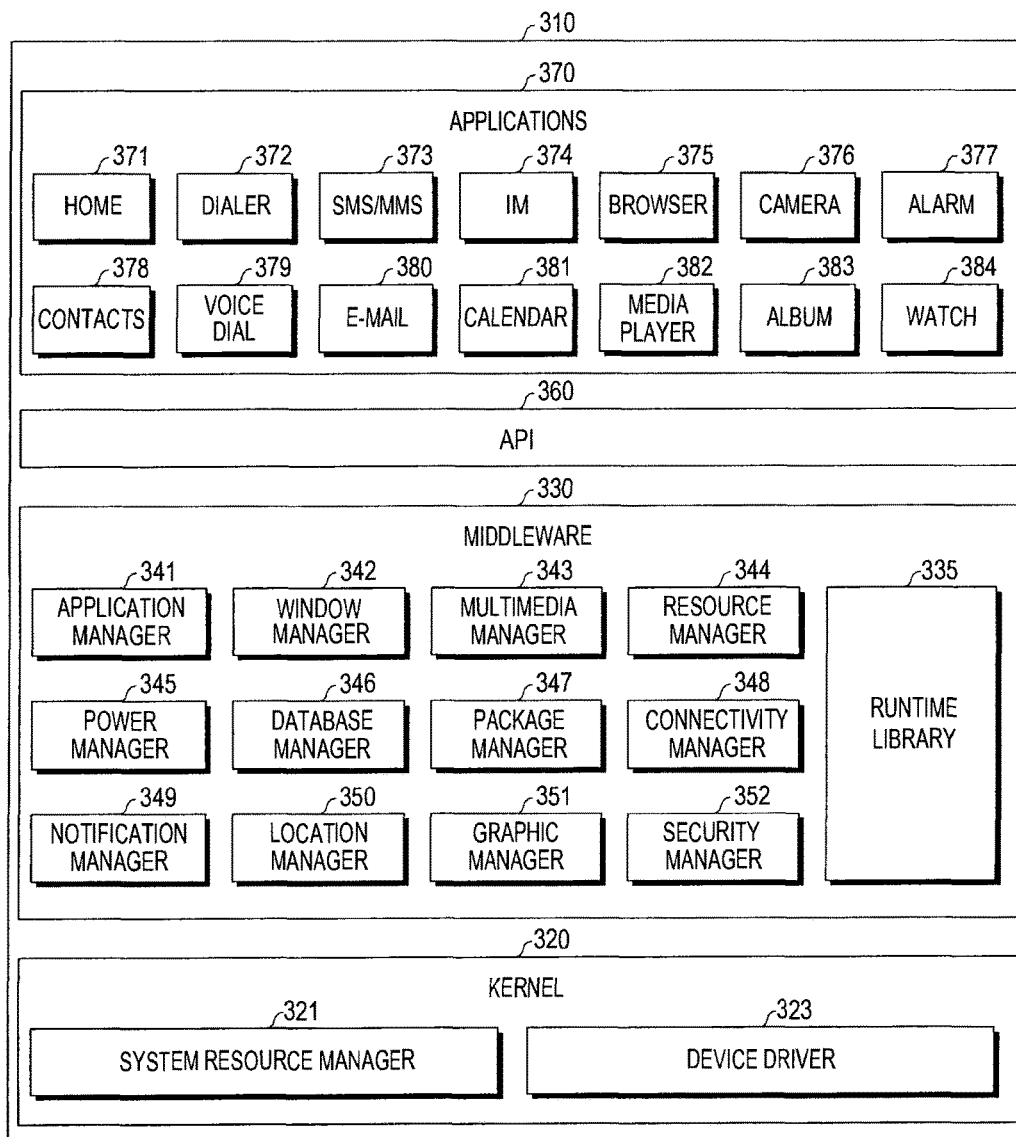 310
370
APPLICATIONS
371 372 373 374 375 376 377
HOME DIALER SMS/MMS IM BROWSER CAMERA ALARM
378 379 380 381 382 383 384
CONTACTS VOICE DIAL E-MAIL CALENDAR MEDIA PLAYER ALBUM WATCH
360
API
330
MIDDLEWARE
341 342 343 344 335
APPLICATION MANAGER WINDOW MANAGER MULTIMEDIA MANAGER RESOURCE MANAGER
345 346 347 348
POWER MANAGER DATABASE MANAGER PACKAGE MANAGER CONNECTIVITY MANAGER RUNTIME LIBRARY
349 350 351 352
NOTIFICATION MANAGER LOCATION MANAGER GRAPHIC MANAGER SECURITY MANAGER
320
KERNEL
321 323
SYSTEM RESOURCE MANAGER DEVICE DRIVER